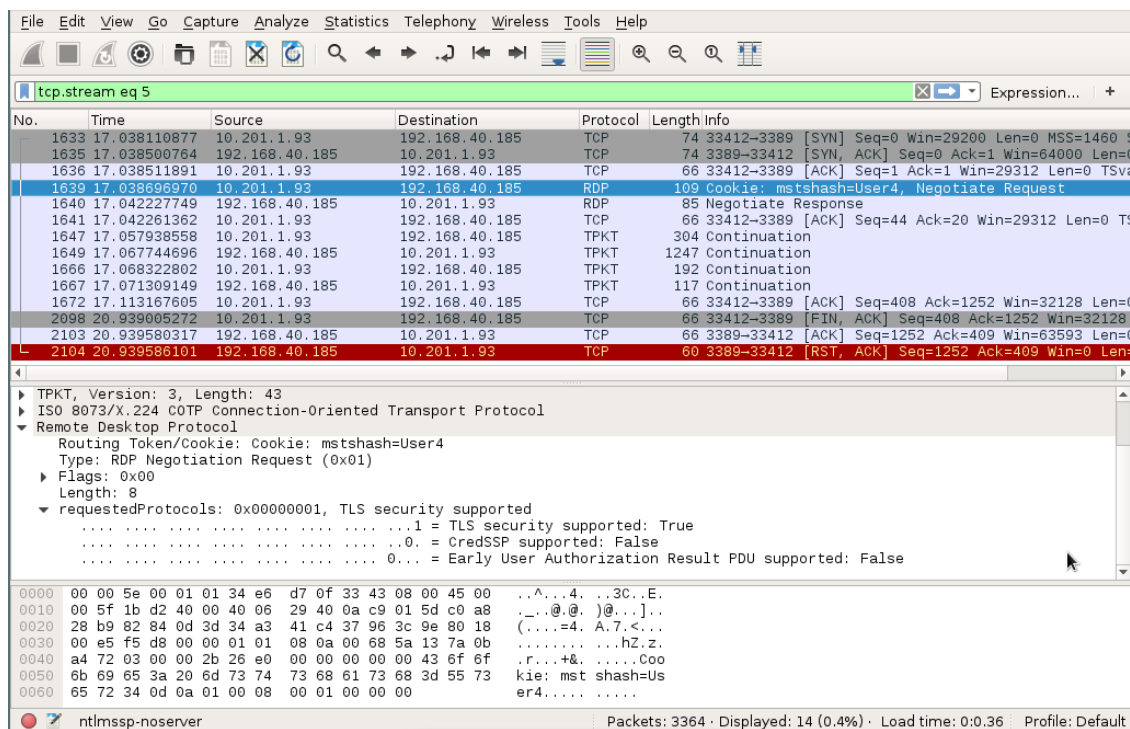 File Edit View Go Capture Analyze Statistics Telephony Wireless Tools Help
tcp.stream eq 5 Expression... +
No. Time Source Destination Protocol Length Info
1633 17.038110877 10.201.1.93 192.168.40.185 TCP 74 33412→3389 [SYN] Seq=0 Win=29200 Len=0 MSS=1460 S
1635 17.038500764 192.168.40.185 10.201.1.93 TCP 74 3389→33412 [SYN, ACK] Seq=0 Ack=1 Win=64000 Len=0
1636 17.038511891 10.201.1.93 192.168.40.185 TCP 66 33412→3389 [ACK] Seq=1 Ack=1 Win=29312 Len=0 TSva
1639 17.038696970 10.201.1.93 192.168.40.185 RDP 109 Cookie: mstshash=User4, Negotiate Request
1640 17.042227749 192.168.40.185 10.201.1.93 RDP 85 Negotiate Response
1641 17.042261362 10.201.1.93 192.168.40.185 TCP 66 33412→3389 [ACK] Seq=44 Ack=20 Win=29312 Len=0 TS
1647 17.057938558 10.201.1.93 192.168.40.185 TPKT 304 Continuation
1649 17.067744696 192.168.40.185 10.201.1.93 TPKT 1247 Continuation
1666 17.068322802 10.201.1.93 192.168.40.185 TPKT 192 Continuation
1667 17.071309149 192.168.40.185 10.201.1.93 TPKT 117 Continuation
1672 17.113167605 10.201.1.93 192.168.40.185 TCP 66 33412→3389 [ACK] Seq=408 Ack=1252 Win=32128 Len=0
2098 20.939005272 10.201.1.93 192.168.40.185 TCP 66 33412→3389 [FIN, ACK] Seq=408 Ack=1252 Win=32128
2103 20.939580317 192.168.40.185 10.201.1.93 TCP 66 3389→33412 [ACK] Seq=1252 Ack=409 Win=63593 Len=0
2104 20.939586101 192.168.40.185 10.201.1.93 TCP 60 3389→33412 [RST, ACK] Seq=1252 Ack=409 Win=0 Len=
TPKT, Version: 3, Length: 43
ISO 8073/X.224 COTP Connection-Oriented Transport Protocol
Remote Desktop Protocol
Routing Token/Cookie: Cookie: mstshash=User4
Type: RDP Negotiation Request (0x01)
Flags: 0x00
Length: 8
requestedProtocols: 0x00000001, TLS security supported
.... .... .... .... .... .... .... ...1 = TLS security supported: True
.... .... .... .... .... .... .... ..0. = CredSSP supported: False
.... .... .... .... .... .... .... 0... = Early User Authorization Result PDU supported: False
0000 00 00 5e 00 01 01 34 e6 d7 0f 33 43 08 00 45 00 ..^...4. ..3C..E.
0010 00 5f 1b d2 40 00 40 06 29 40 0a c9 01 5d c0 a8 ._..@.@. )@...]..
0020 28 b9 82 84 0d 3d 34 a3 41 c4 37 96 3c 9e 80 18 (....=4. A.7.<...
0030 00 e5 f5 d8 00 00 01 01 08 0a 00 68 5a 13 7a 0b ........ ...hZ.z.
0040 a4 72 03 00 00 2b 26 e0 00 00 00 00 00 43 6f 6f .r...+&. .....Coo
0050 6b 69 65 3a 20 6d 73 74 73 68 61 73 68 3d 55 73 kie: mst shash=Us
0060 65 72 34 0d 0a 01 00 08 00 01 00 00 00 er4..... .....
ntlmssp-noserver Packets: 3364 · Displayed: 14 (0.4%) · Load time: 0:0.36 Profile: Default